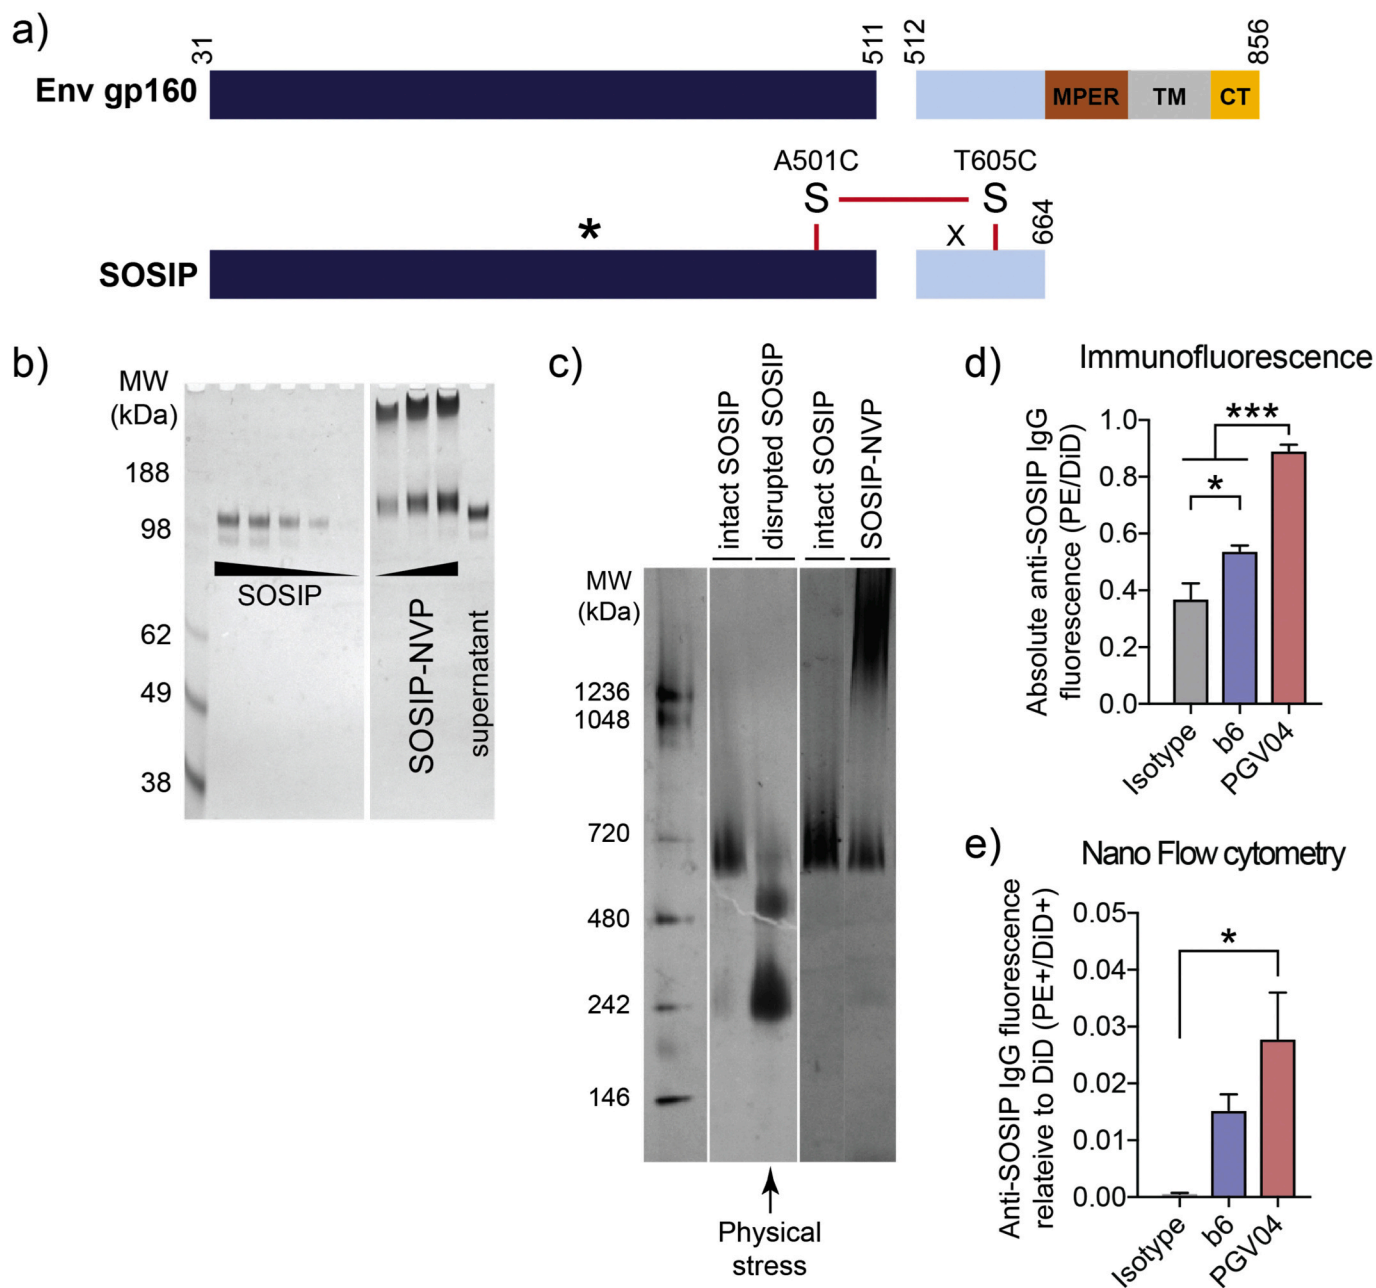 a)
31
511
512
856
Env gp160
MPER
TM
CT
A501C
T605C
S
S
*
X
664
SOSIP
b)
MW
(kDa)
188
98
62
49
38
SOSIP
SOSIP-NVP
supernatant
c)
intact SOSIP
disrupted SOSIP
intact SOSIP
SOSIP-NVP
MW
(kDa)
1236
1048
720
480
242
146
Physical
stress
d)
Immunofluorescence
Absolute anti-SOSIP IgG
fluorescence (PE/DiD)
1.0
0.8
0.6
0.4
0.2
0.0
***
*
Isotype
b6
PGV04
e)
Nano Flow cytometry
Anti-SOSIP IgG fluorescence
relateive to DiD (PE+/DiD+)
0.05
0.04
0.03
0.02
0.01
0.00
*
Isotype
b6
PGV04